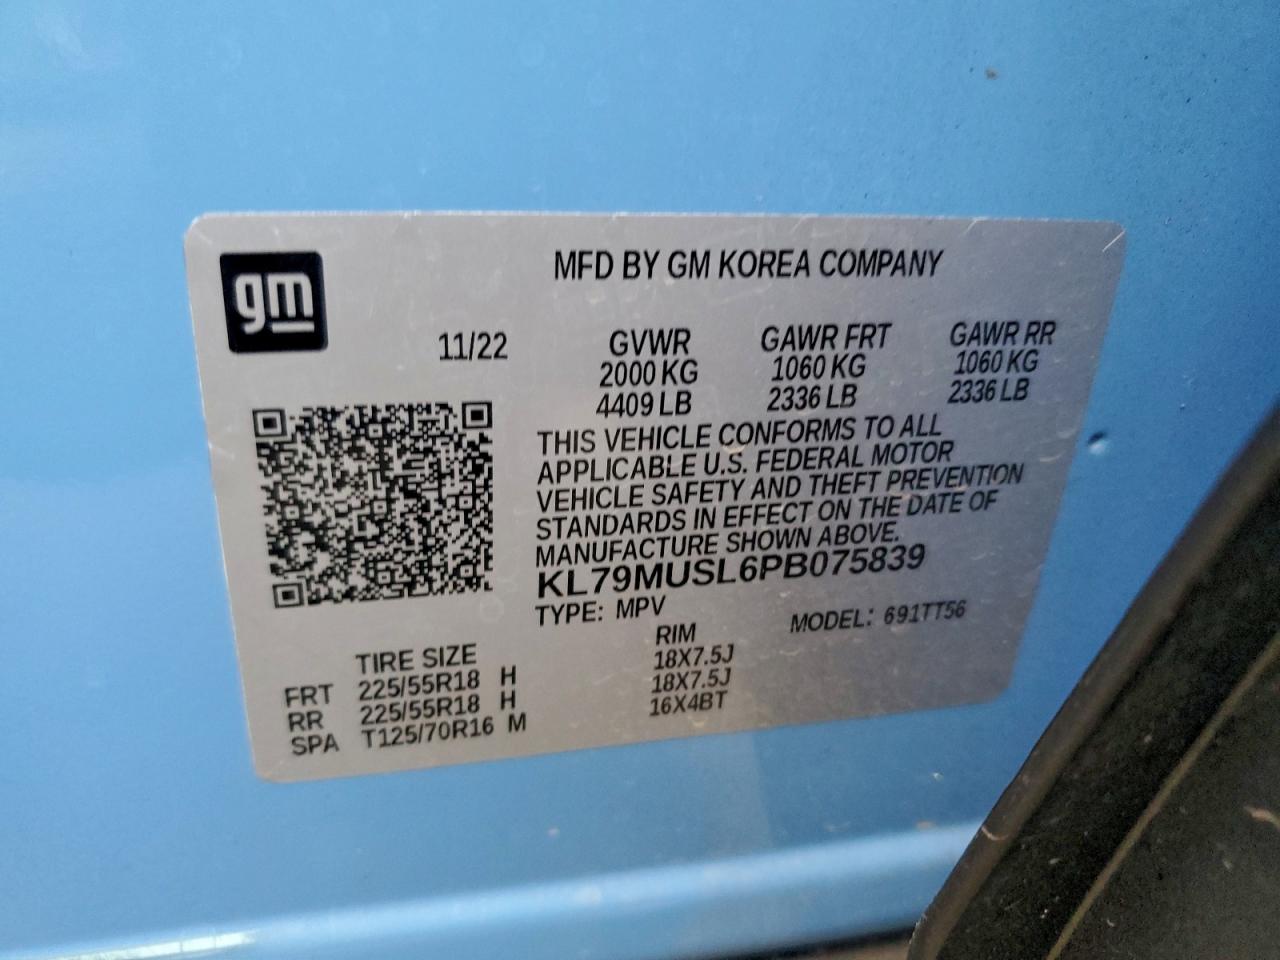 gm
MFD BY GM KOREA COMPANY
11/22 GVWR GAWR FRT GAWR RR
2000 KG 1060 KG 1060 KG
4409 LB 2336 LB 2336 LB
THIS VEHICLE CONFORMS TO ALL
APPLICABLE U.S. FEDERAL MOTOR
VEHICLE SAFETY AND THEFT PREVENTION
STANDARDS IN EFFECT ON THE DATE OF
MANUFACTURE SHOWN ABOVE.
KL79MUSL6PB075839
TYPE: MPV MODEL: 691TT56
TIRE SIZE RIM
FRT 225/55R18 H 18X7.5J
RR 225/55R18 H 18X7.5J
SPA T125/70R16 M 16X4BT